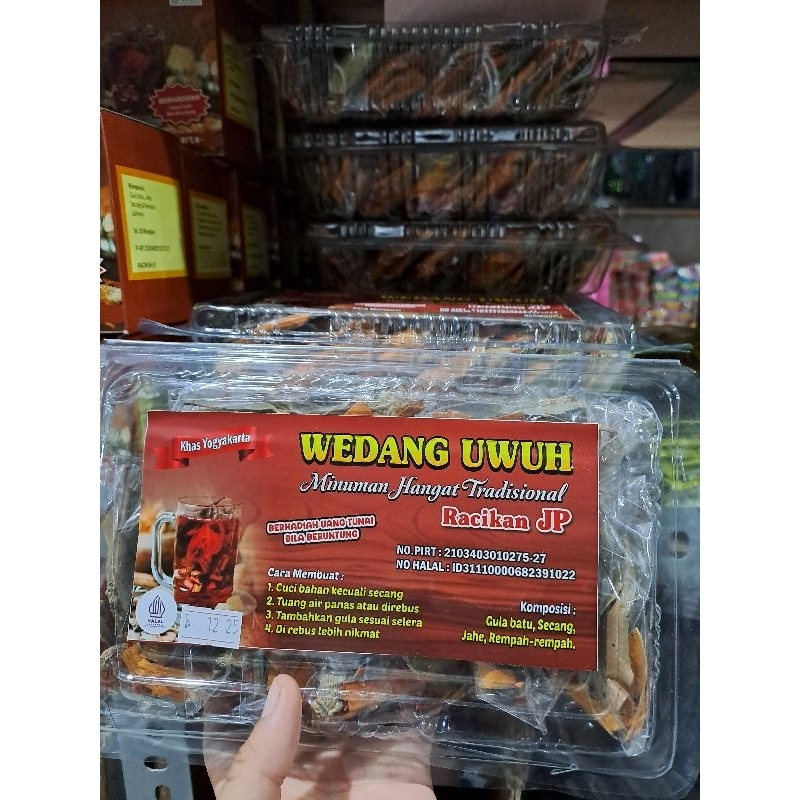 Khas Yogyakarta
WEDANG UWUH
Minuman Hangat Tradisional
Racikan JP
BERHADIAH UANG TUNAI
BILA BERUNTUNG
NO.PIRT : 2103403010275-27
NO HALAL : ID31110000682391022
Cara Membuat :
1. Cuci bahan kecuali secang
2. Tuang air panas atau direbus
3. Tambahkan gula sesuai selera
4. Di rebus lebih nikmat
Komposisi :
Gula batu, Secang,
Jahe, Rempah-rempah.
HALAL
12 25